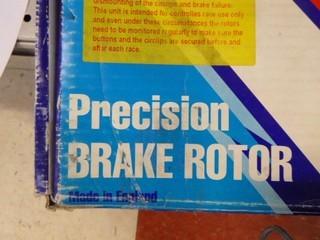 dismounting of the circlips and brake failure.
This unit is intended for controlled race use only
and even under these circumstances the rotors
need to be monitored regularly to make sure the
buttons and the circlips are secured before and
after each race.
Precision
BRAKE ROTOR
Made in England